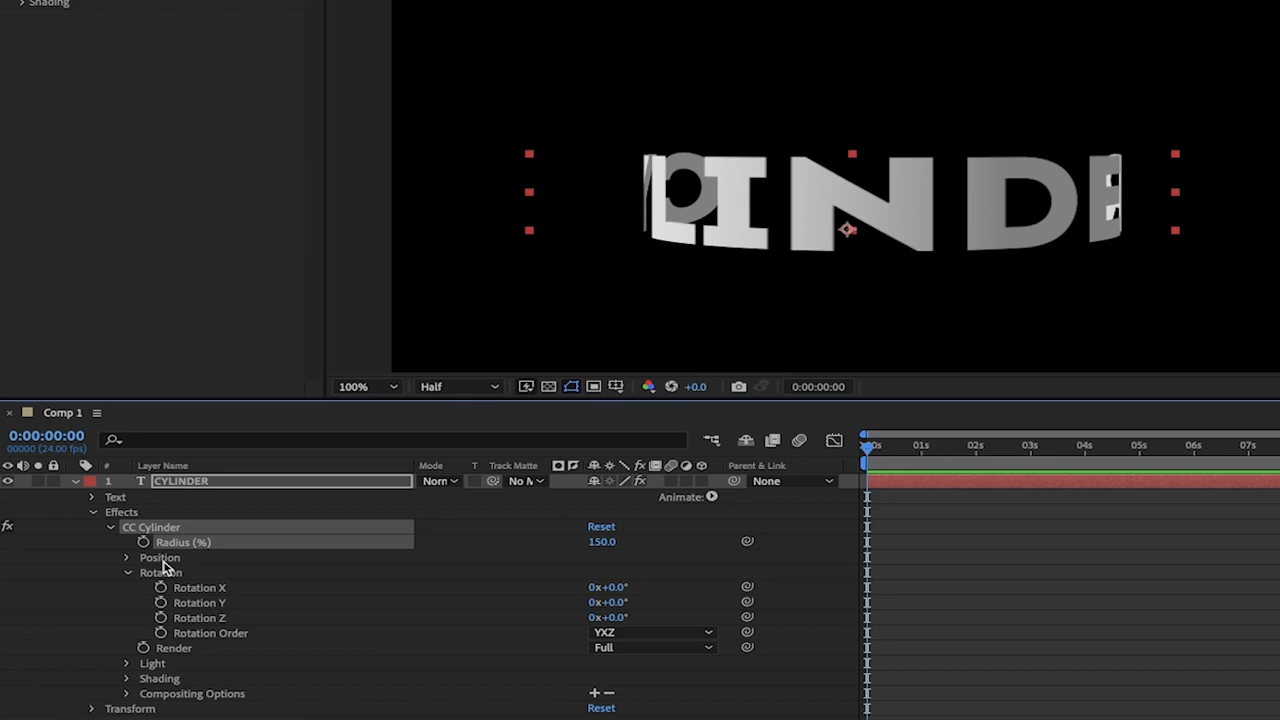 Shading
LINDE
100% Half +0.0 0:00:00:00
× Comp 1
0:00:00:00
00000 (24.00 fps)
00s 01s 02s 03s 04s 05s 06s 07s
# Layer Name Mode T Track Matte Parent & Link
1 T CYLINDER Norn No M None
Text Animate:
Effects
fx CC Cylinder Reset
Radius (%) 150.0
Position
Rotation
Rotation X 0x+0.0°
Rotation Y 0x+0.0°
Rotation Z 0x+0.0°
Rotation Order YXZ
Render Full
Light
Shading
Compositing Options + −
Transform Reset